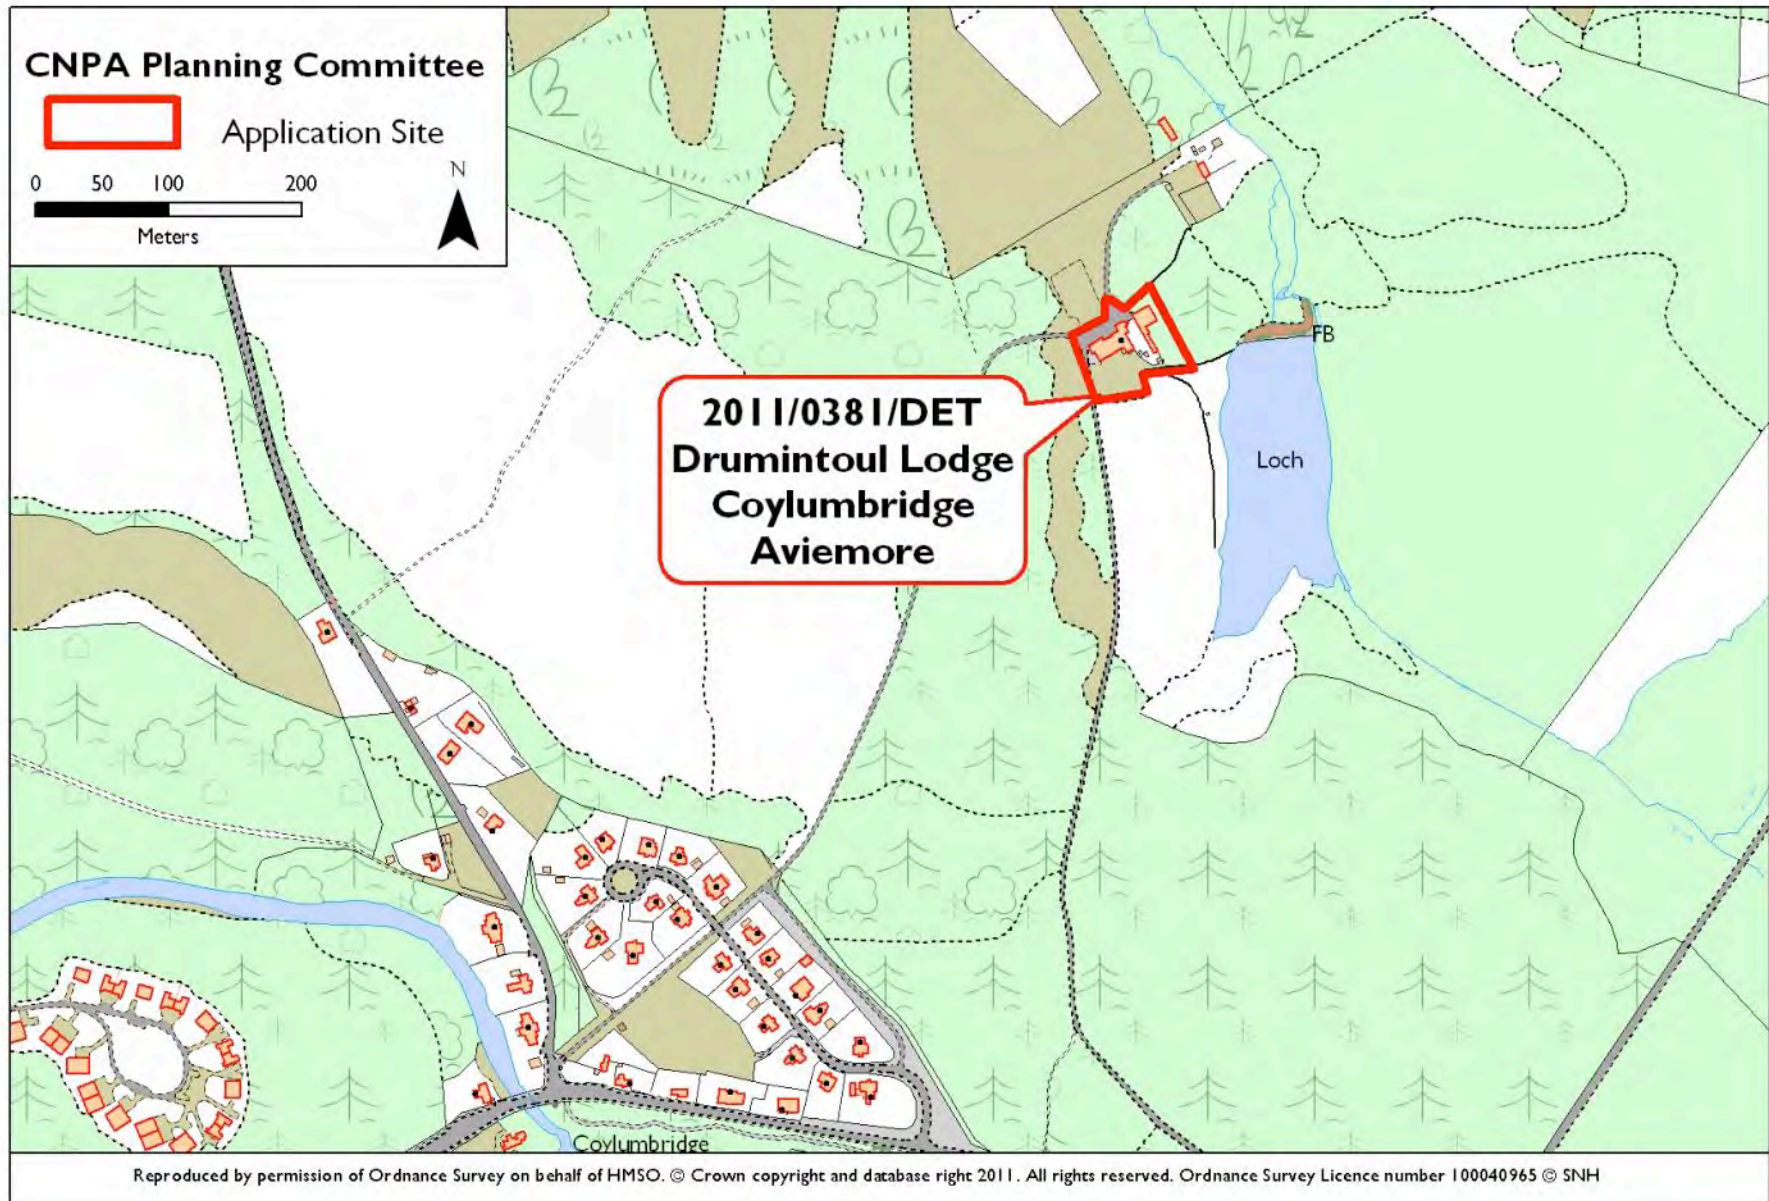 CNPA Planning Committee
Application Site
N
0 50 100 200
Meters
FB
2011/0381/DET
Drumintoul Lodge
Coylumbridge
Aviemore
Loch
Coylumbridge
Reproduced by permission of Ordnance Survey on behalf of HMSO. © Crown copyright and database right 2011. All rights reserved. Ordnance Survey Licence number 100040965 © SNH